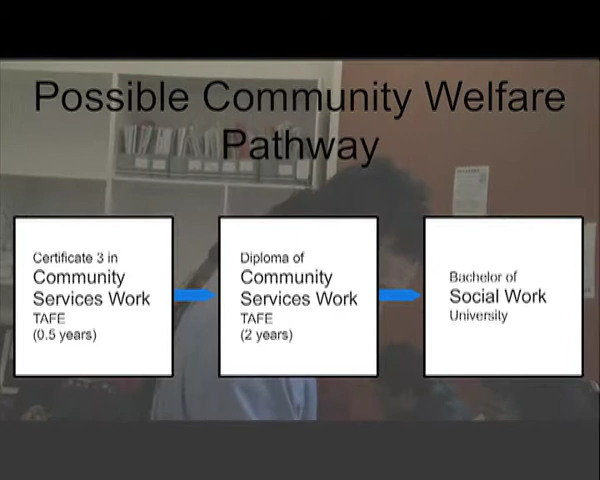 Possible Community Welfare
Pathway
Certificate 3 in
Community
Services Work
TAFE
(0.5 years)
Diploma of
Community
Services Work
TAFE
(2 years)
Bachelor of
Social Work
University